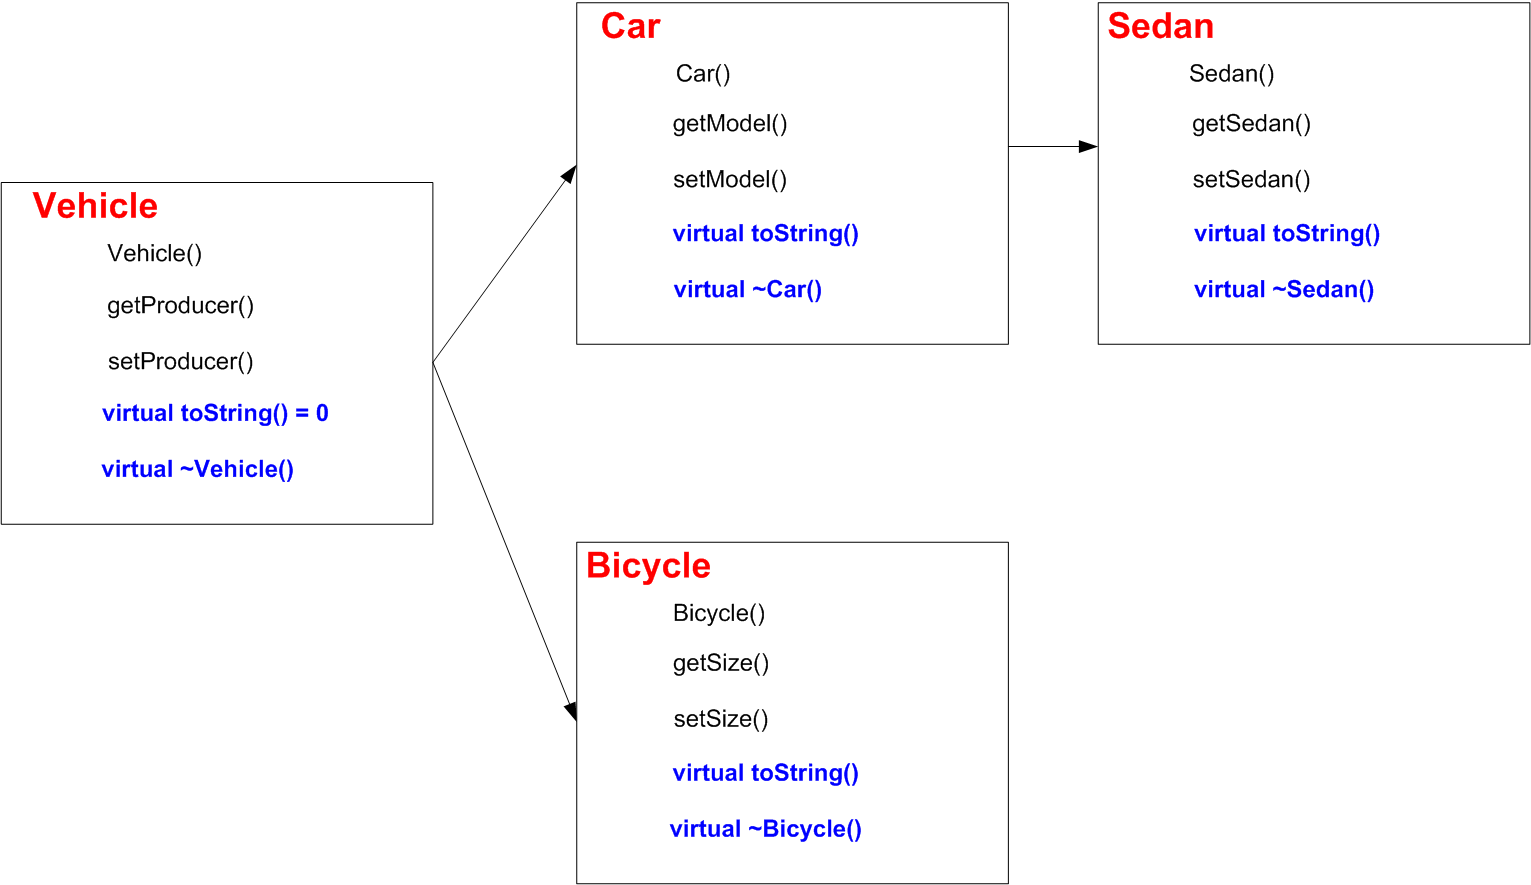 Vehicle
Vehicle()
getProducer()
setProducer()
virtual toString() = 0
virtual ~Vehicle()
Car
Car()
getModel()
setModel()
virtual toString()
virtual ~Car()
Sedan
Sedan()
getSedan()
setSedan()
virtual toString()
virtual ~Sedan()
Bicycle
Bicycle()
getSize()
setSize()
virtual toString()
virtual ~Bicycle()